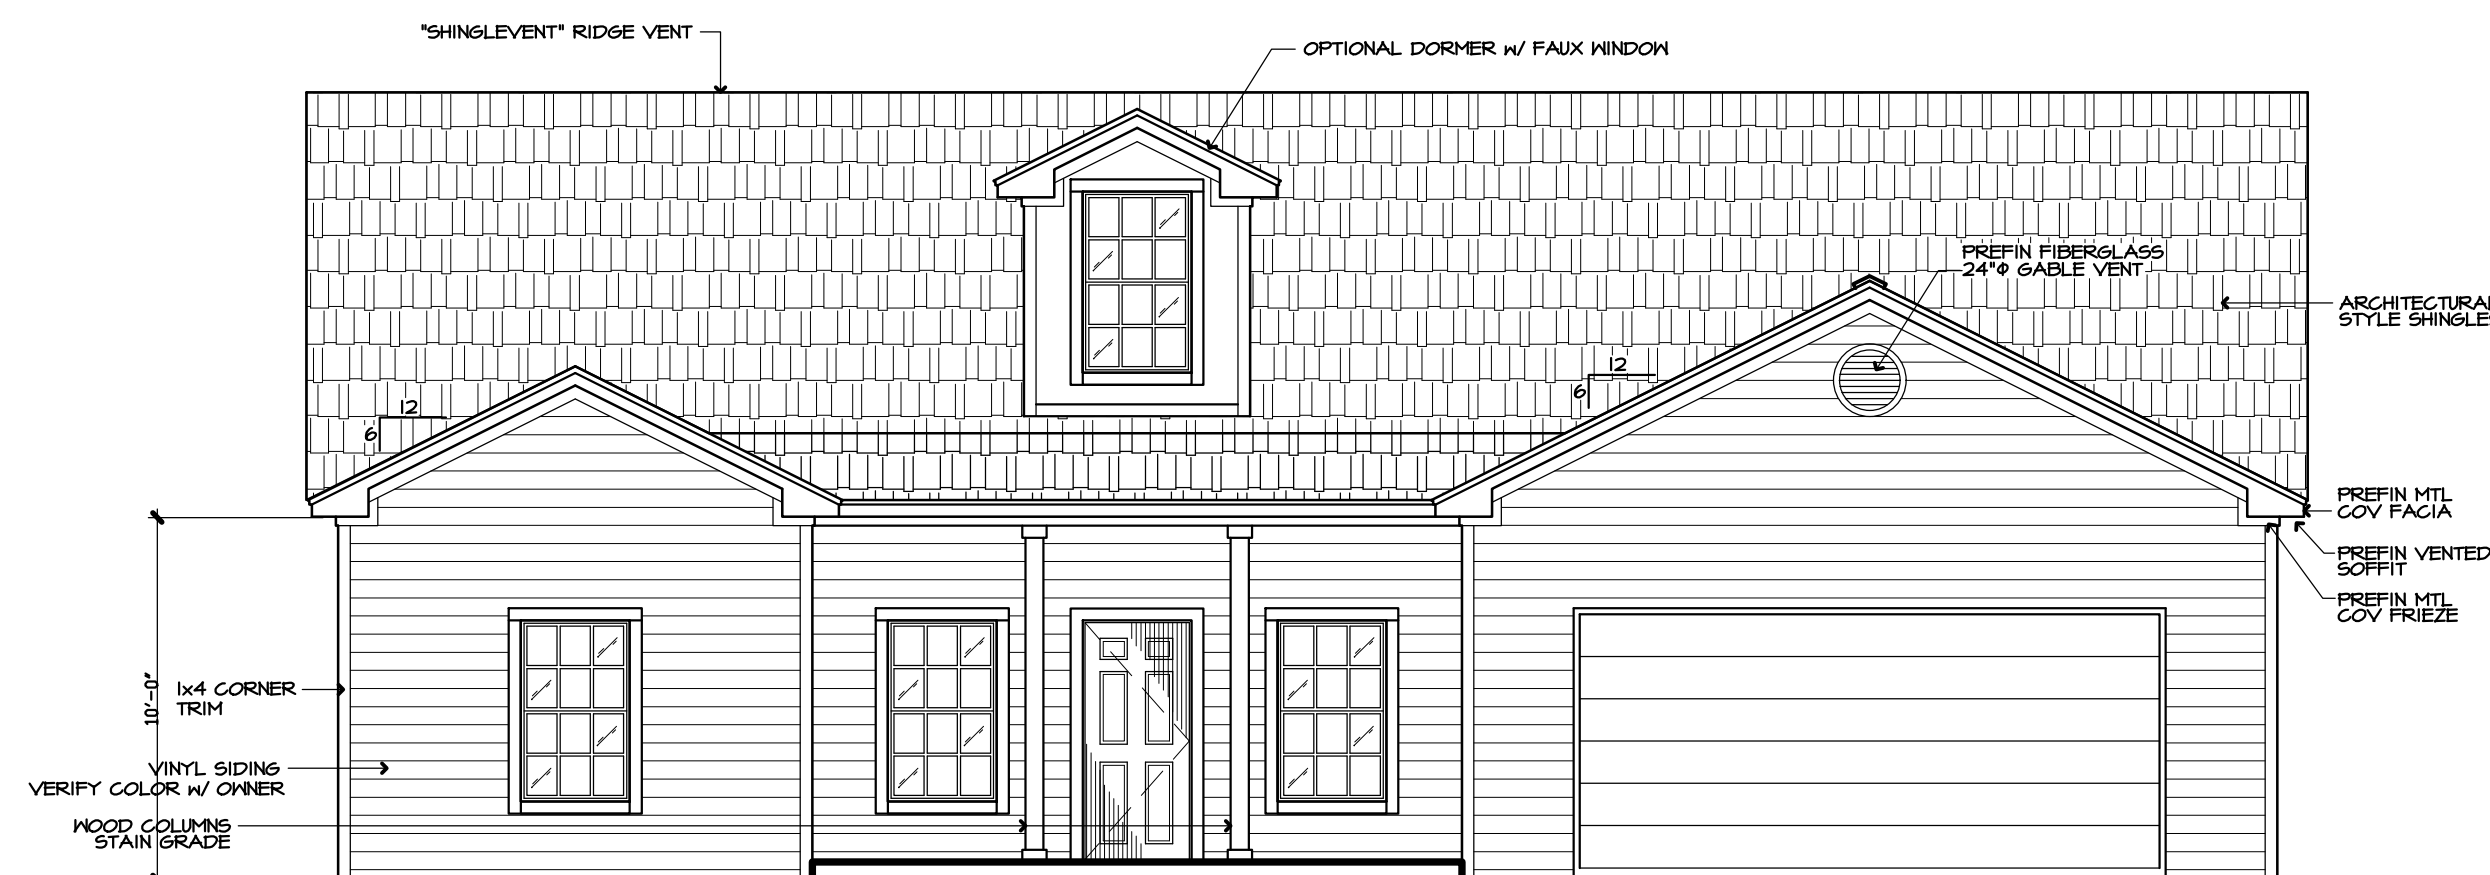 "SHINGLEVENT" RIDGE VENT
OPTIONAL DORMER w/ FAUX WINDOW
PREFIN FIBERGLASS
24"Φ GABLE VENT
ARCHITECTURAL
STYLE SHINGLE
12
6
12
6
PREFIN MTL
COV FACIA
PREFIN VENTED
SOFFIT
PREFIN MTL
COV FRIEZE
10'-0"
1x4 CORNER
TRIM
VINYL SIDING
VERIFY COLOR w/ OWNER
WOOD COLUMNS
STAIN GRADE